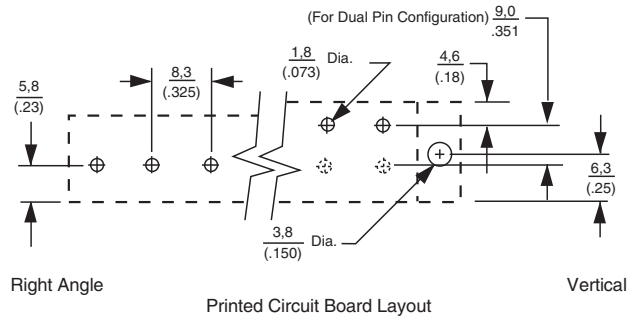 (For Dual Pin Configuration) 9,0
.351
1,8
(.073) Dia.
4,6
(.18)
5,8
(.23)
8,3
(.325)
6,3
(.25)
3,8
(.150) Dia.
Right Angle
Vertical
Printed Circuit Board Layout